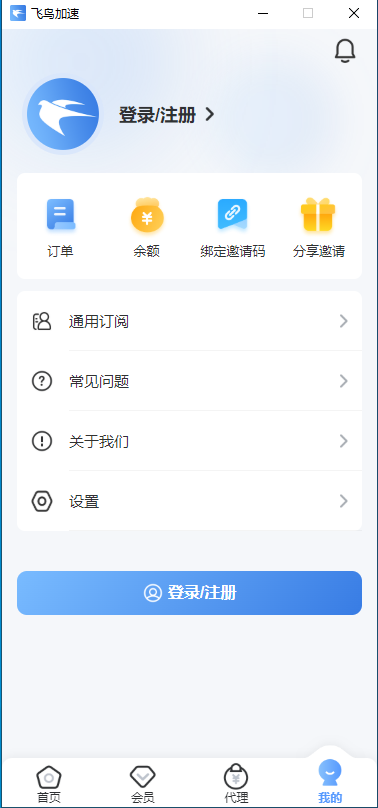 飞鸟加速
登录/注册
订单
余额
绑定邀请码
分享邀请
通用订阅
常见问题
关于我们
设置
登录/注册
首页
会员
代理
我的